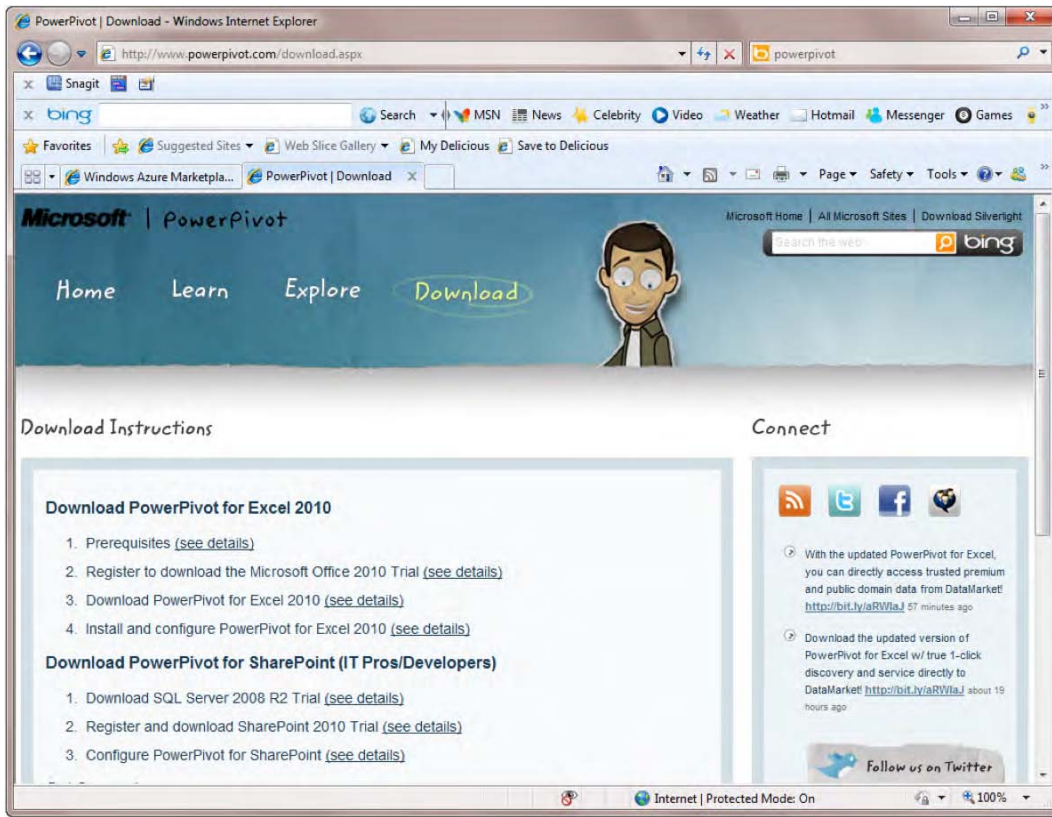 PowerPivot | Download - Windows Internet Explorer
http://www.powerpivot.com/download.aspx
powerpivot
x Snagit
x bing Search MSN News Celebrity Video Weather Hotmail Messenger Games
Favorites Suggested Sites Web Slice Gallery My Delicious Save to Delicious
Windows Azure Marketpla... PowerPivot | Download x Page Safety Tools
Microsoft | PowerPivot
Microsoft Home | All Microsoft Sites | Download Silverlight
Search the web bing
Home Learn Explore Download
Download Instructions
Download PowerPivot for Excel 2010
1. Prerequisites (see details)
2. Register to download the Microsoft Office 2010 Trial (see details)
3. Download PowerPivot for Excel 2010 (see details)
4. Install and configure PowerPivot for Excel 2010 (see details)
Download PowerPivot for SharePoint (IT Pros/Developers)
1. Download SQL Server 2008 R2 Trial (see details)
2. Register and download SharePoint 2010 Trial (see details)
3. Configure PowerPivot for SharePoint (see details)
Connect
With the updated PowerPivot for Excel,
you can directly access trusted premium
and public domain data from DataMarket!
http://bit.ly/aRWlaJ 57 minutes ago
Download the updated version of
PowerPivot for Excel w/ true 1-click
discovery and service directly to
DataMarket! http://bit.ly/aRWlaJ about 19
hours ago
Follow us on Twitter
Internet | Protected Mode: On 100%